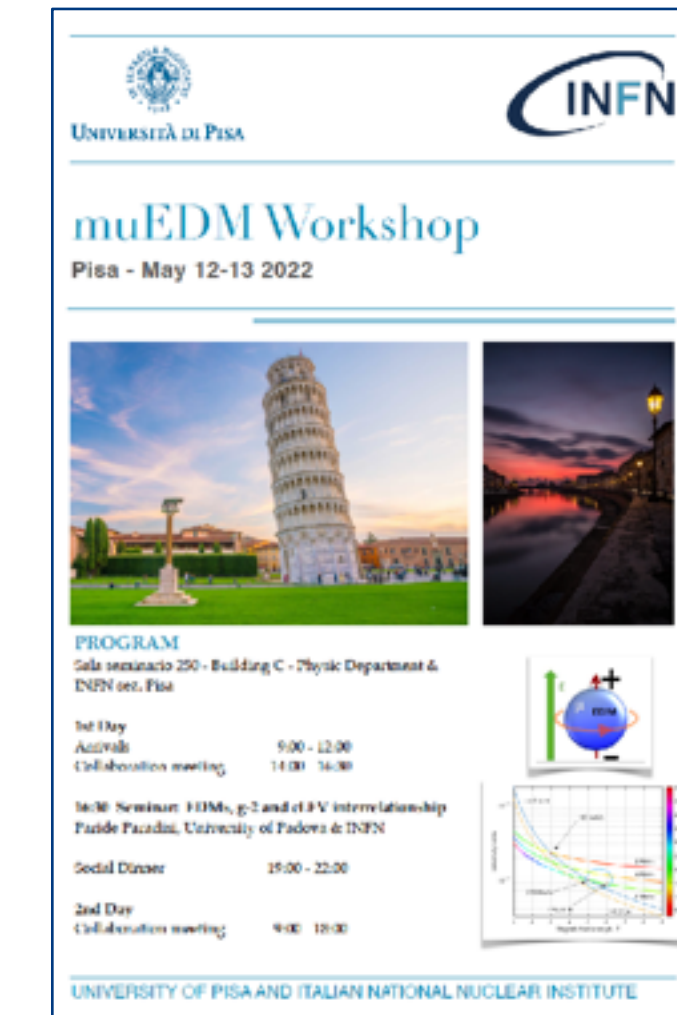 UNIVERSITÀ DI PISA
INFN
muEDM Workshop
Pisa - May 12-13 2022
PROGRAM
Sala seminario 250 - Building C - Physic Department &
INFN sez. Pisa
1st Day
Arrivals 9:00 - 12:00
Collaboration meeting 14:00 16:30
16:30 Seminar: EDMs, g-2 and cLFV interrelationship
Paride Paradisi, University of Padova & INFN
Social Dinner 19:00 - 22:00
2nd Day
Collaboration meeting 9:00 18:00
EDM
+
−
UNIVERSITY OF PISA AND ITALIAN NATIONAL NUCLEAR INSTITUTE